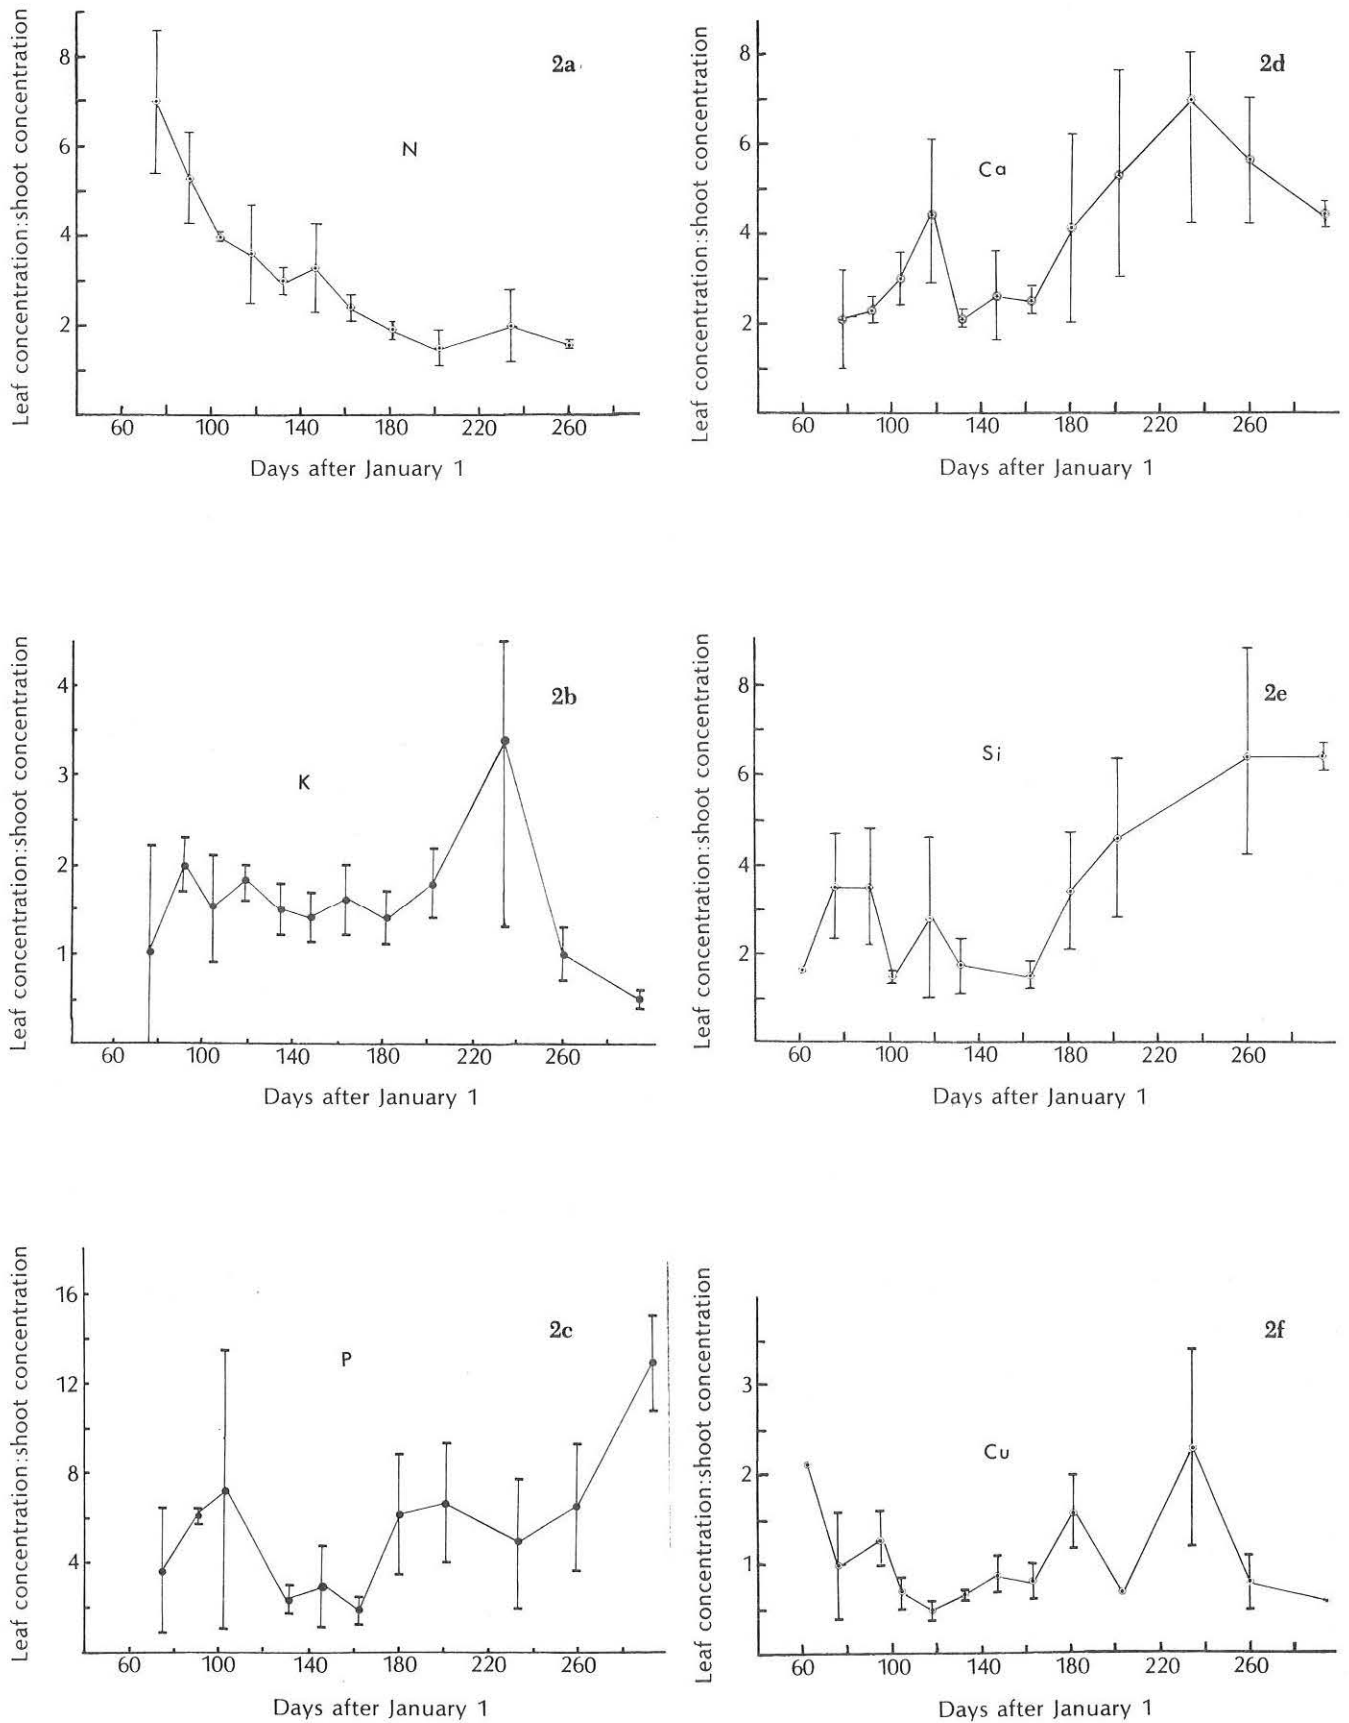 Leaf concentration:shoot concentration
8
6
4
2
2a
N
60 100 140 180 220 260
Days after January 1
Leaf concentration:shoot concentration
8
6
4
2
2d
Ca
60 100 140 180 220 260
Days after January 1
Leaf concentration:shoot concentration
4
3
2
1
2b
K
60 100 140 180 220 260
Days after January 1
Leaf concentration:shoot concentration
8
6
4
2
2e
Si
60 100 140 180 220 260
Days after January 1
Leaf concentration:shoot concentration
16
12
8
4
2c
P
60 100 140 180 220 260
Days after January 1
Leaf concentration:shoot concentration
3
2
1
2f
Cu
60 100 140 180 220 260
Days after January 1